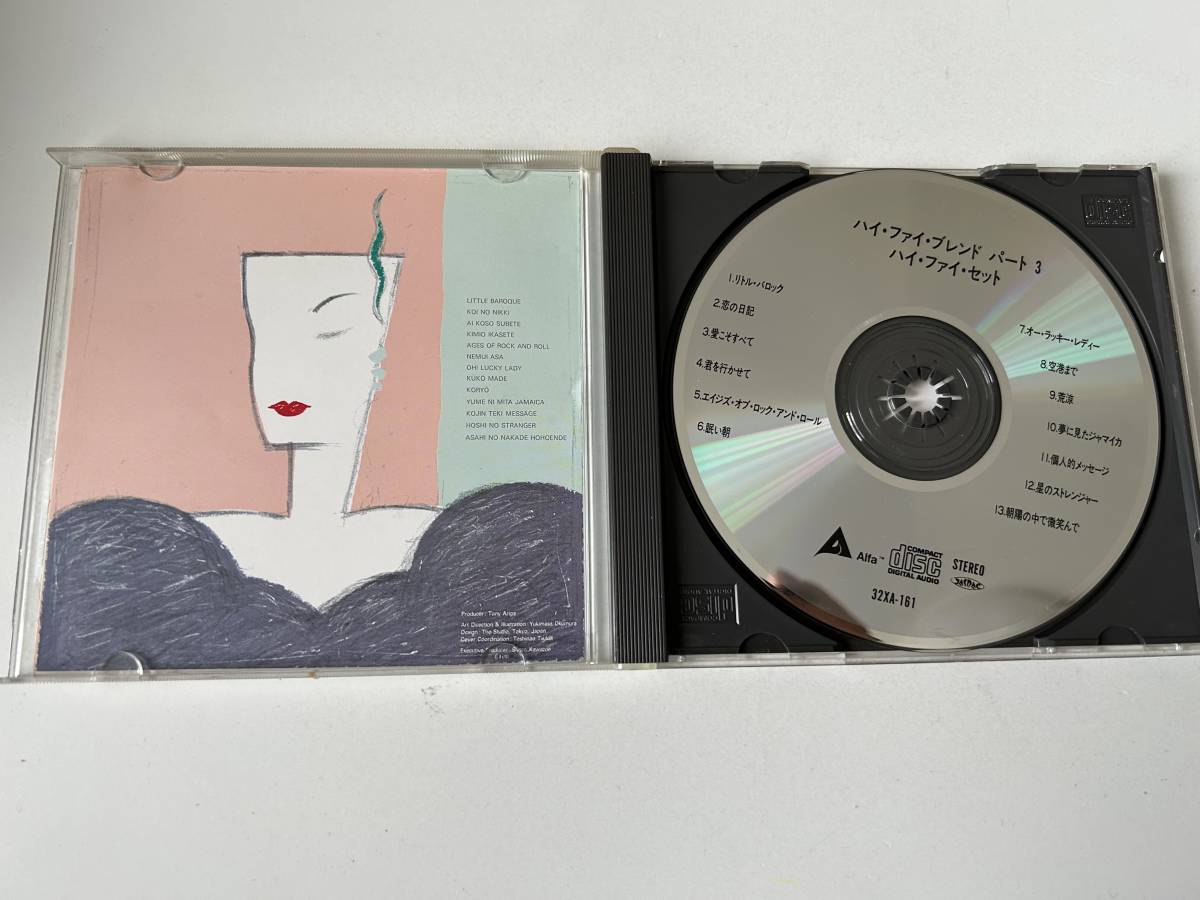 LITTLE BAROQUE
KOI NO NIKKI
AI KOSO SUBETE
KIMIO IKASETE
AGES OF ROCK AND ROLL
NEMUI ASA
OH! LUCKY LADY
KUKO MADE
KORYŌ
YUME NI MITA JAMAICA
KOJIN TEKI MESSAGE
HOSHI NO STRANGER
ASAHI NO NAKADE HOHOENDE
Producer: Tony Ariga
Art Direction & Illustration: Yukimasa Okumura
Design: The Studio, Tokyo, Japan
Cover Coordination: Toshinao
Executive Producer: Kawazoe
ハイ・ファイ・ブレンド パート 3
ハイ・ファイ・セット
1.リトル・バロック
2.恋の日記
3.愛こそすべて
4.君を行かせて
5.エイジズ・オブ・ロック・アンド・ロール
6.眠い朝
7.オー・ラッキー・レディー
8.空港まで
9.荒涼
10.夢に見たジャマイカ
11.個人的メッセージ
12.星のストレンジャー
13.朝陽の中で微笑んで
Alfa™
COMPACT
disc
DIGITAL AUDIO
STEREO
JASRAC
32XA-161